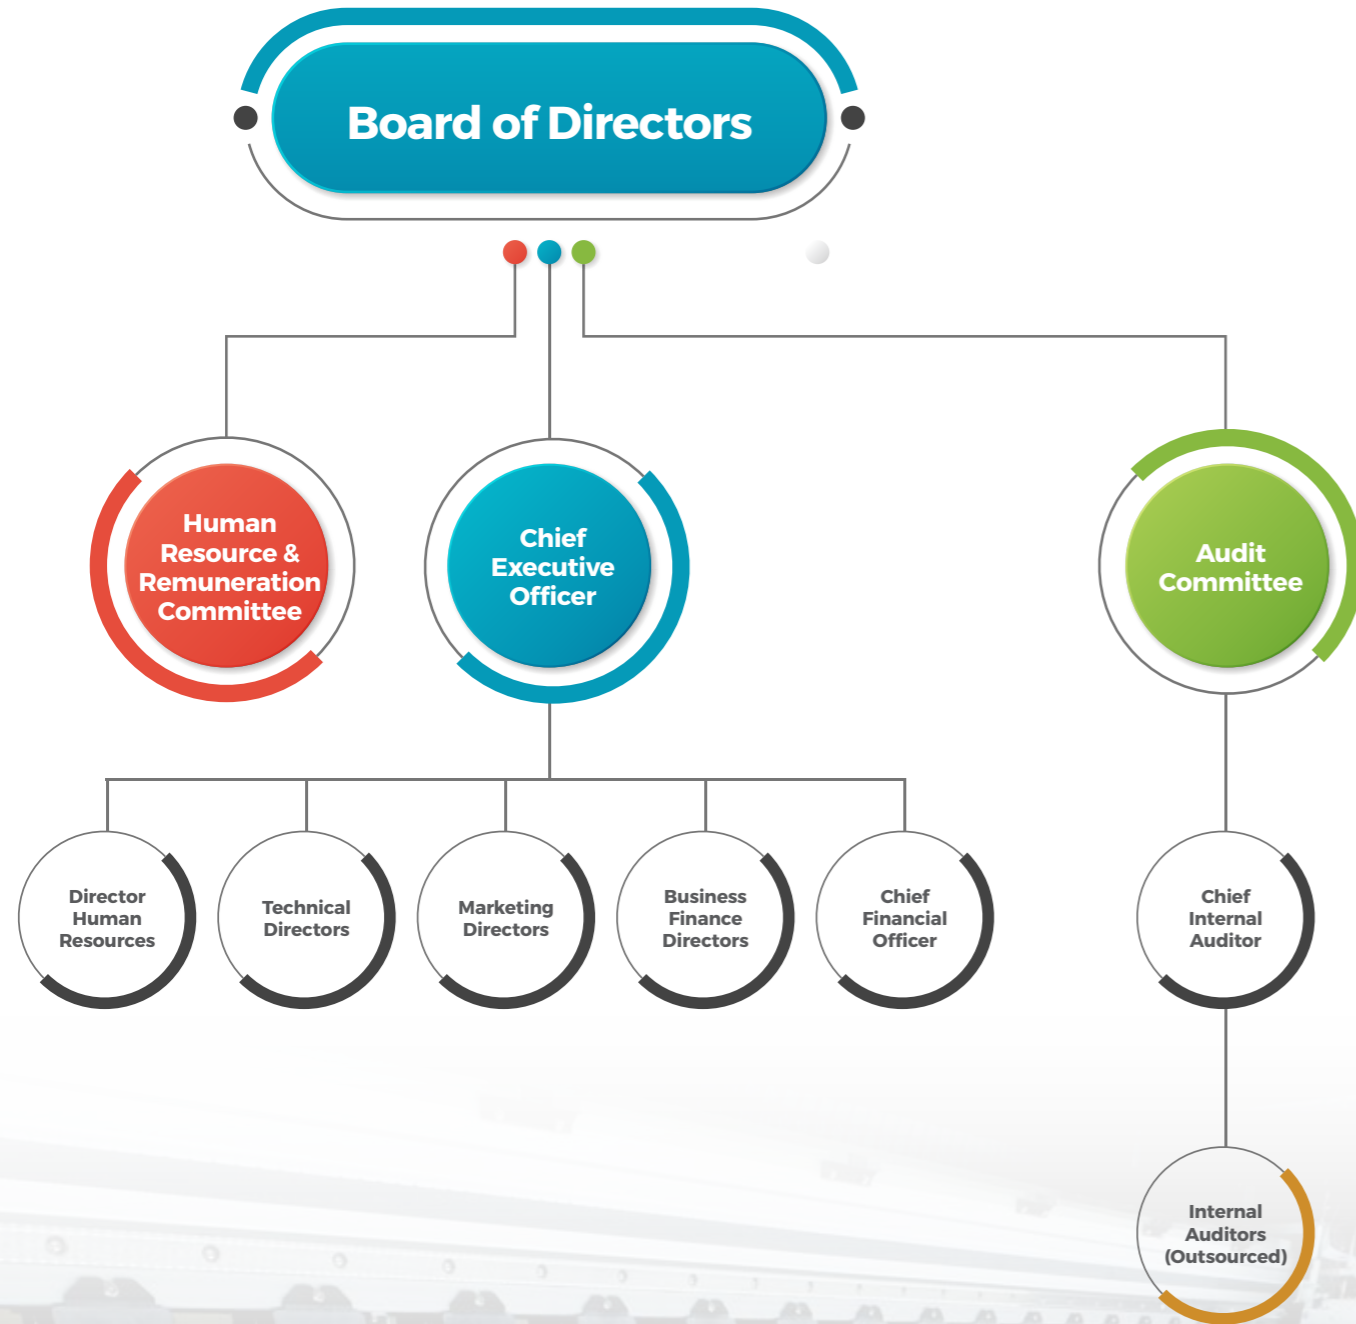 Board of Directors
Human
Resource &
Remuneration
Committee
Chief
Executive
Officer
Audit
Committee
Director
Human
Resources
Technical
Directors
Marketing
Directors
Business
Finance
Directors
Chief
Financial
Officer
Chief
Internal
Auditor
Internal
Auditors
(Outsourced)